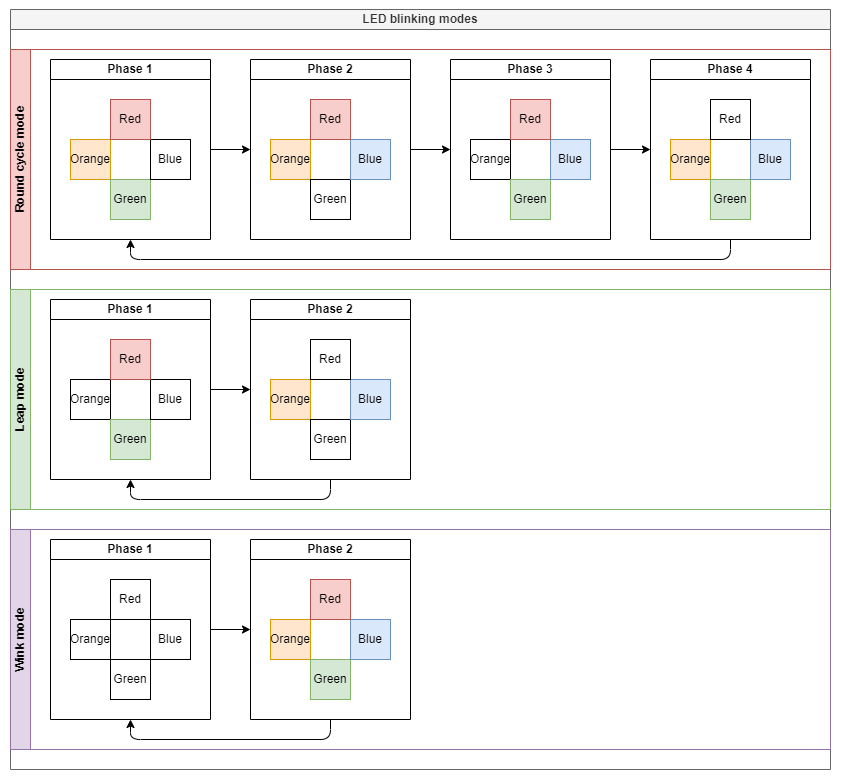 LED blinking modes
Round cycle mode
Phase 1
Phase 2
Phase 3
Phase 4
Red
Red
Red
Red
Orange
Blue
Orange
Blue
Orange
Blue
Orange
Blue
Green
Green
Green
Green
Leap mode
Phase 1
Phase 2
Red
Red
Orange
Blue
Orange
Blue
Green
Green
Wink mode
Phase 1
Phase 2
Red
Red
Orange
Blue
Orange
Blue
Green
Green